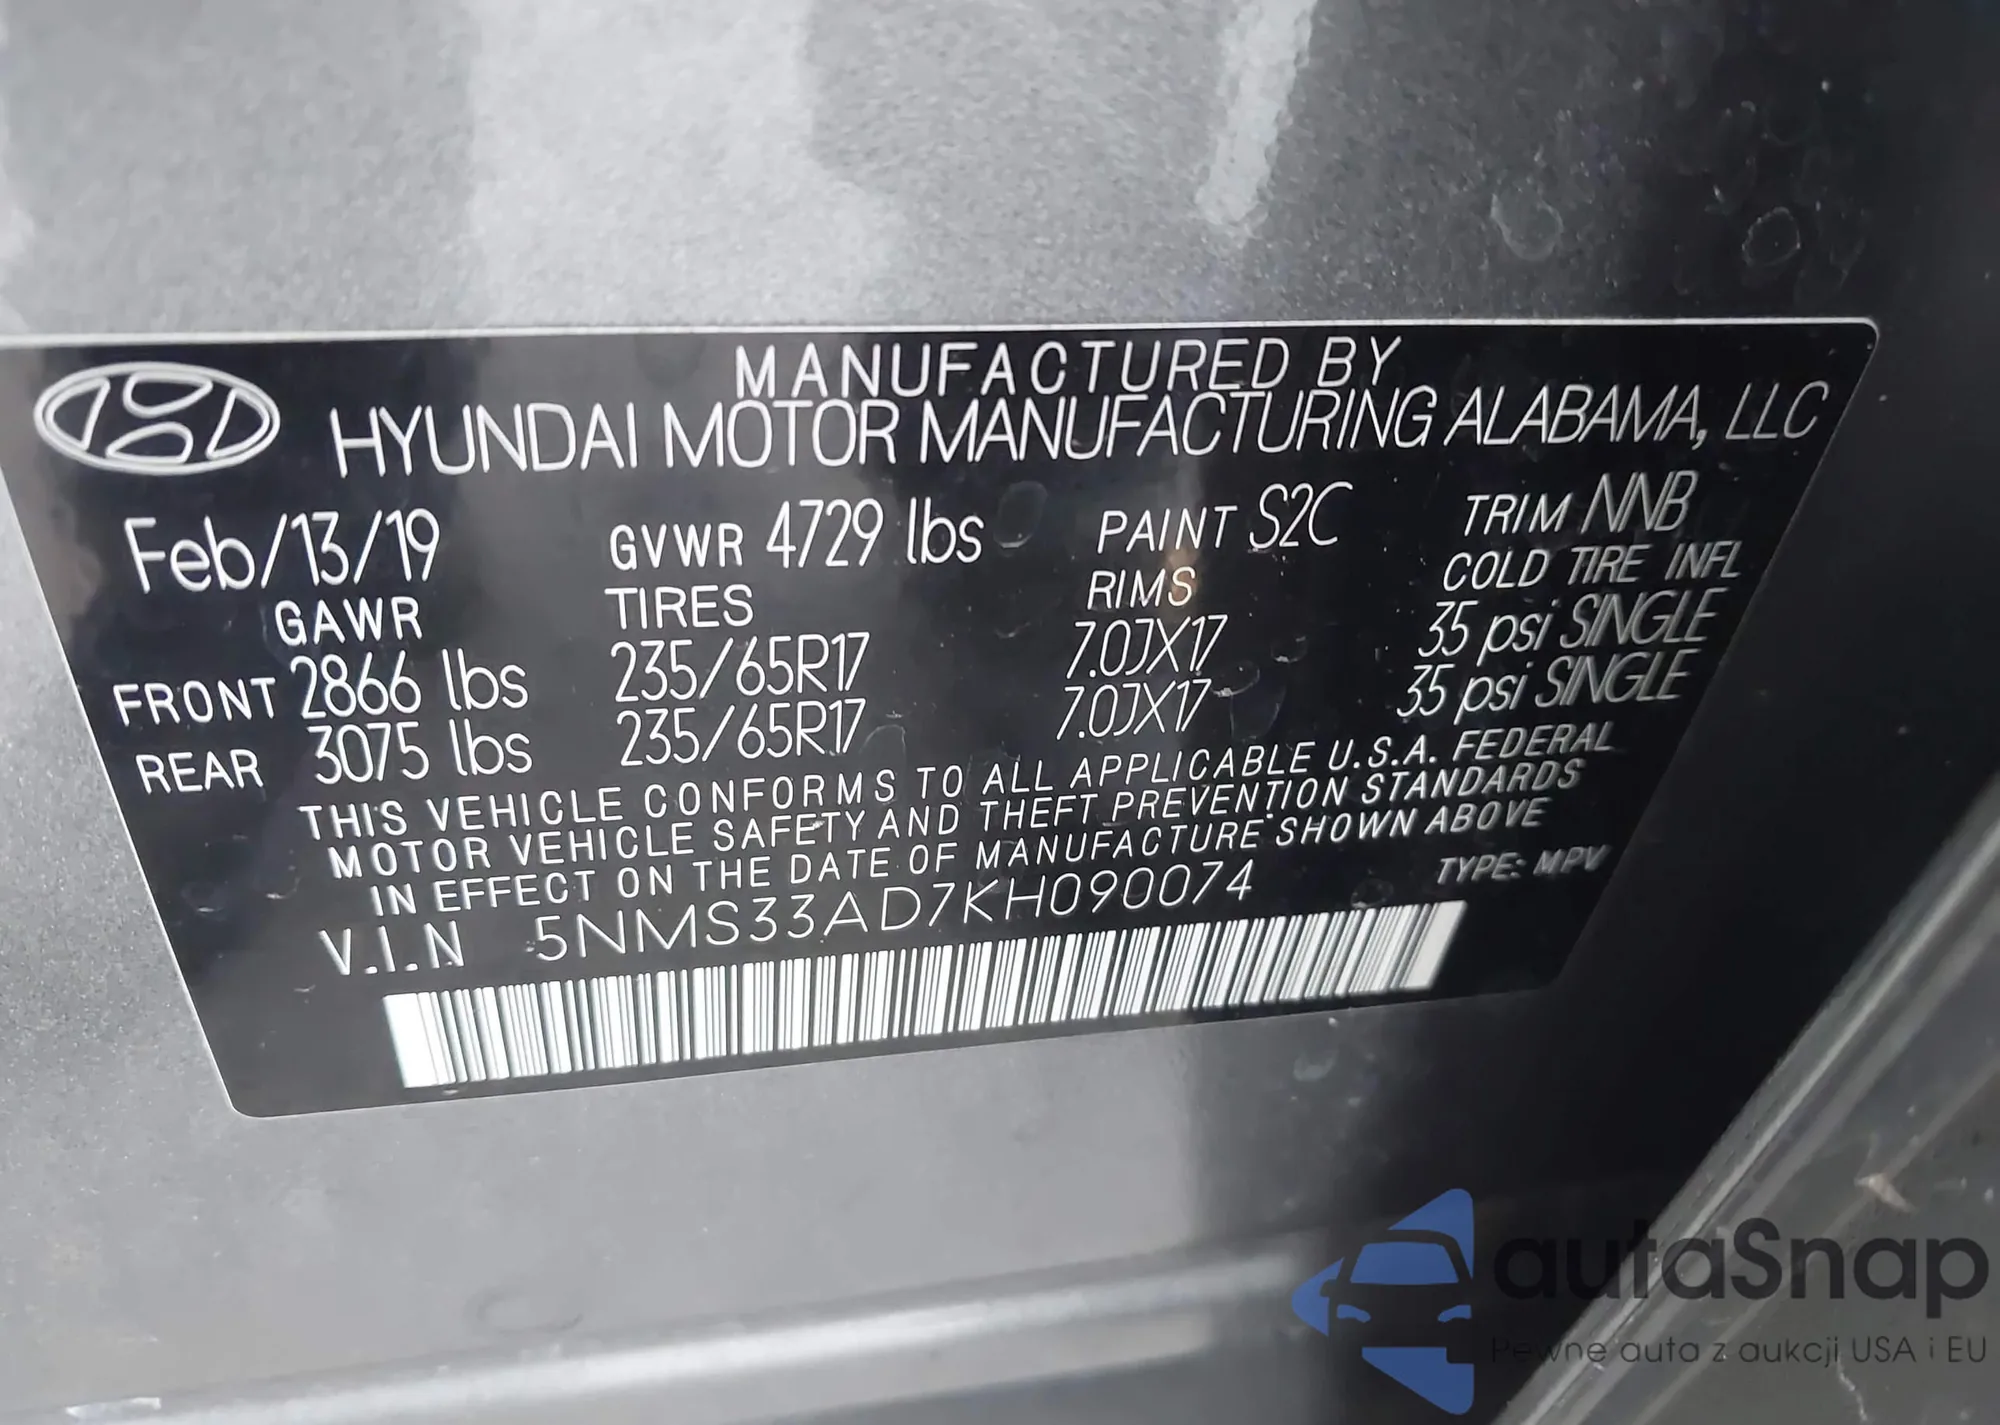 MANUFACTURED BY
HYUNDAI MOTOR MANUFACTURING ALABAMA, LLC
Feb/13/19 GVWR 4729 lbs PAINT S2C TRIM NNB
GAWR TIRES RIMS COLD TIRE INFL
FRONT 2866 lbs 235/65R17 7.0JX17 35 psi SINGLE
REAR 3075 lbs 235/65R17 7.0JX17 35 psi SINGLE
THIS VEHICLE CONFORMS TO ALL APPLICABLE U.S.A. FEDERAL
MOTOR VEHICLE SAFETY AND THEFT PREVENTION STANDARDS
IN EFFECT ON THE DATE OF MANUFACTURE SHOWN ABOVE
V.I.N 5NMS33AD7KH090074 TYPE: MPV
autaSnap
Pewne auta z aukcji USA i EU